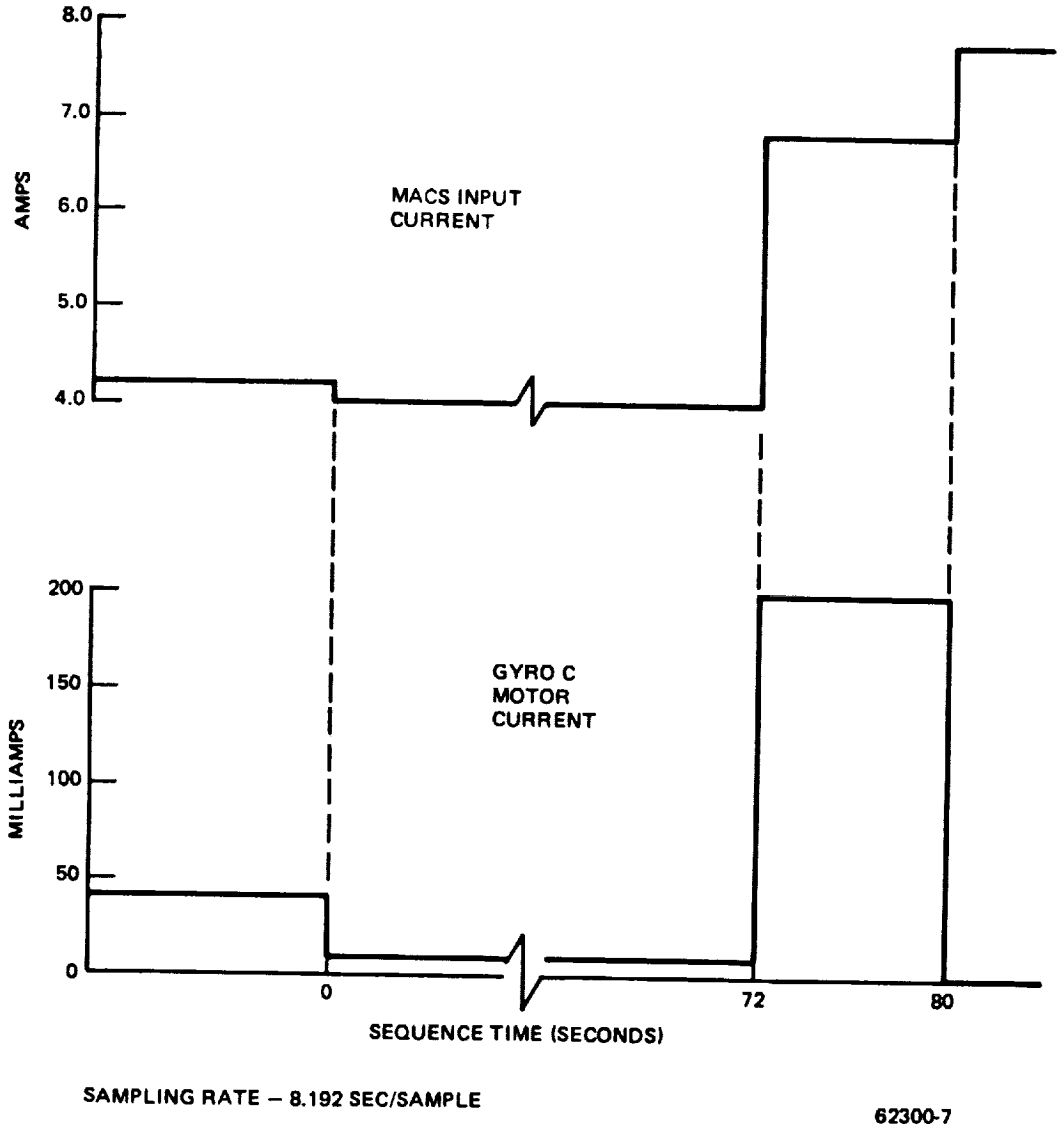 8.0
7.0
6.0
5.0
4.0
AMPS
MACS INPUT
CURRENT
200
150
100
50
0
MILLIAMPS
GYRO C
MOTOR
CURRENT
0
72
80
SEQUENCE TIME (SECONDS)
SAMPLING RATE – 8.192 SEC/SAMPLE
62300-7